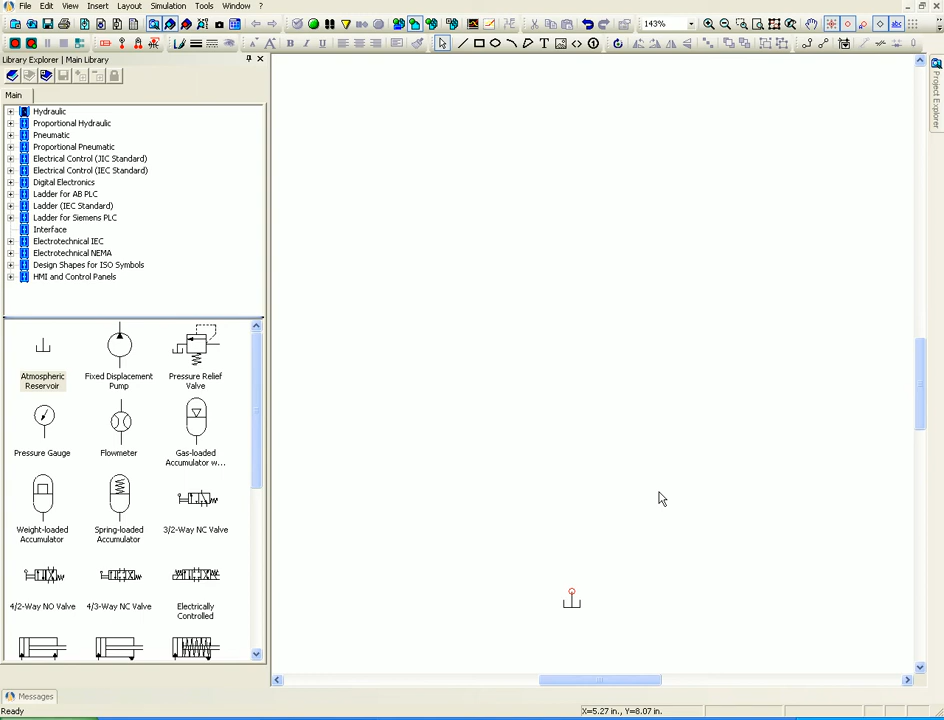 File Edit View Insert Layout Simulation Tools Window ?
143%
Library Explorer | Main Library
Main
Hydraulic
Proportional Hydraulic
Pneumatic
Proportional Pneumatic
Electrical Control (JIC Standard)
Electrical Control (IEC Standard)
Digital Electronics
Ladder for AB PLC
Ladder (IEC Standard)
Ladder for Siemens PLC
Interface
Electrotechnical IEC
Electrotechnical NEMA
Design Shapes for ISO Symbols
HMI and Control Panels
Atmospheric Reservoir
Fixed Displacement Pump
Pressure Relief Valve
Pressure Gauge
Flowmeter
Gas-loaded Accumulator w...
Weight-loaded Accumulator
Spring-loaded Accumulator
3/2-Way NC Valve
4/2-Way NO Valve
4/3-Way NC Valve
Electrically Controlled
Project Explorer
Messages
Ready
X=5.27 in., Y=8.07 in.